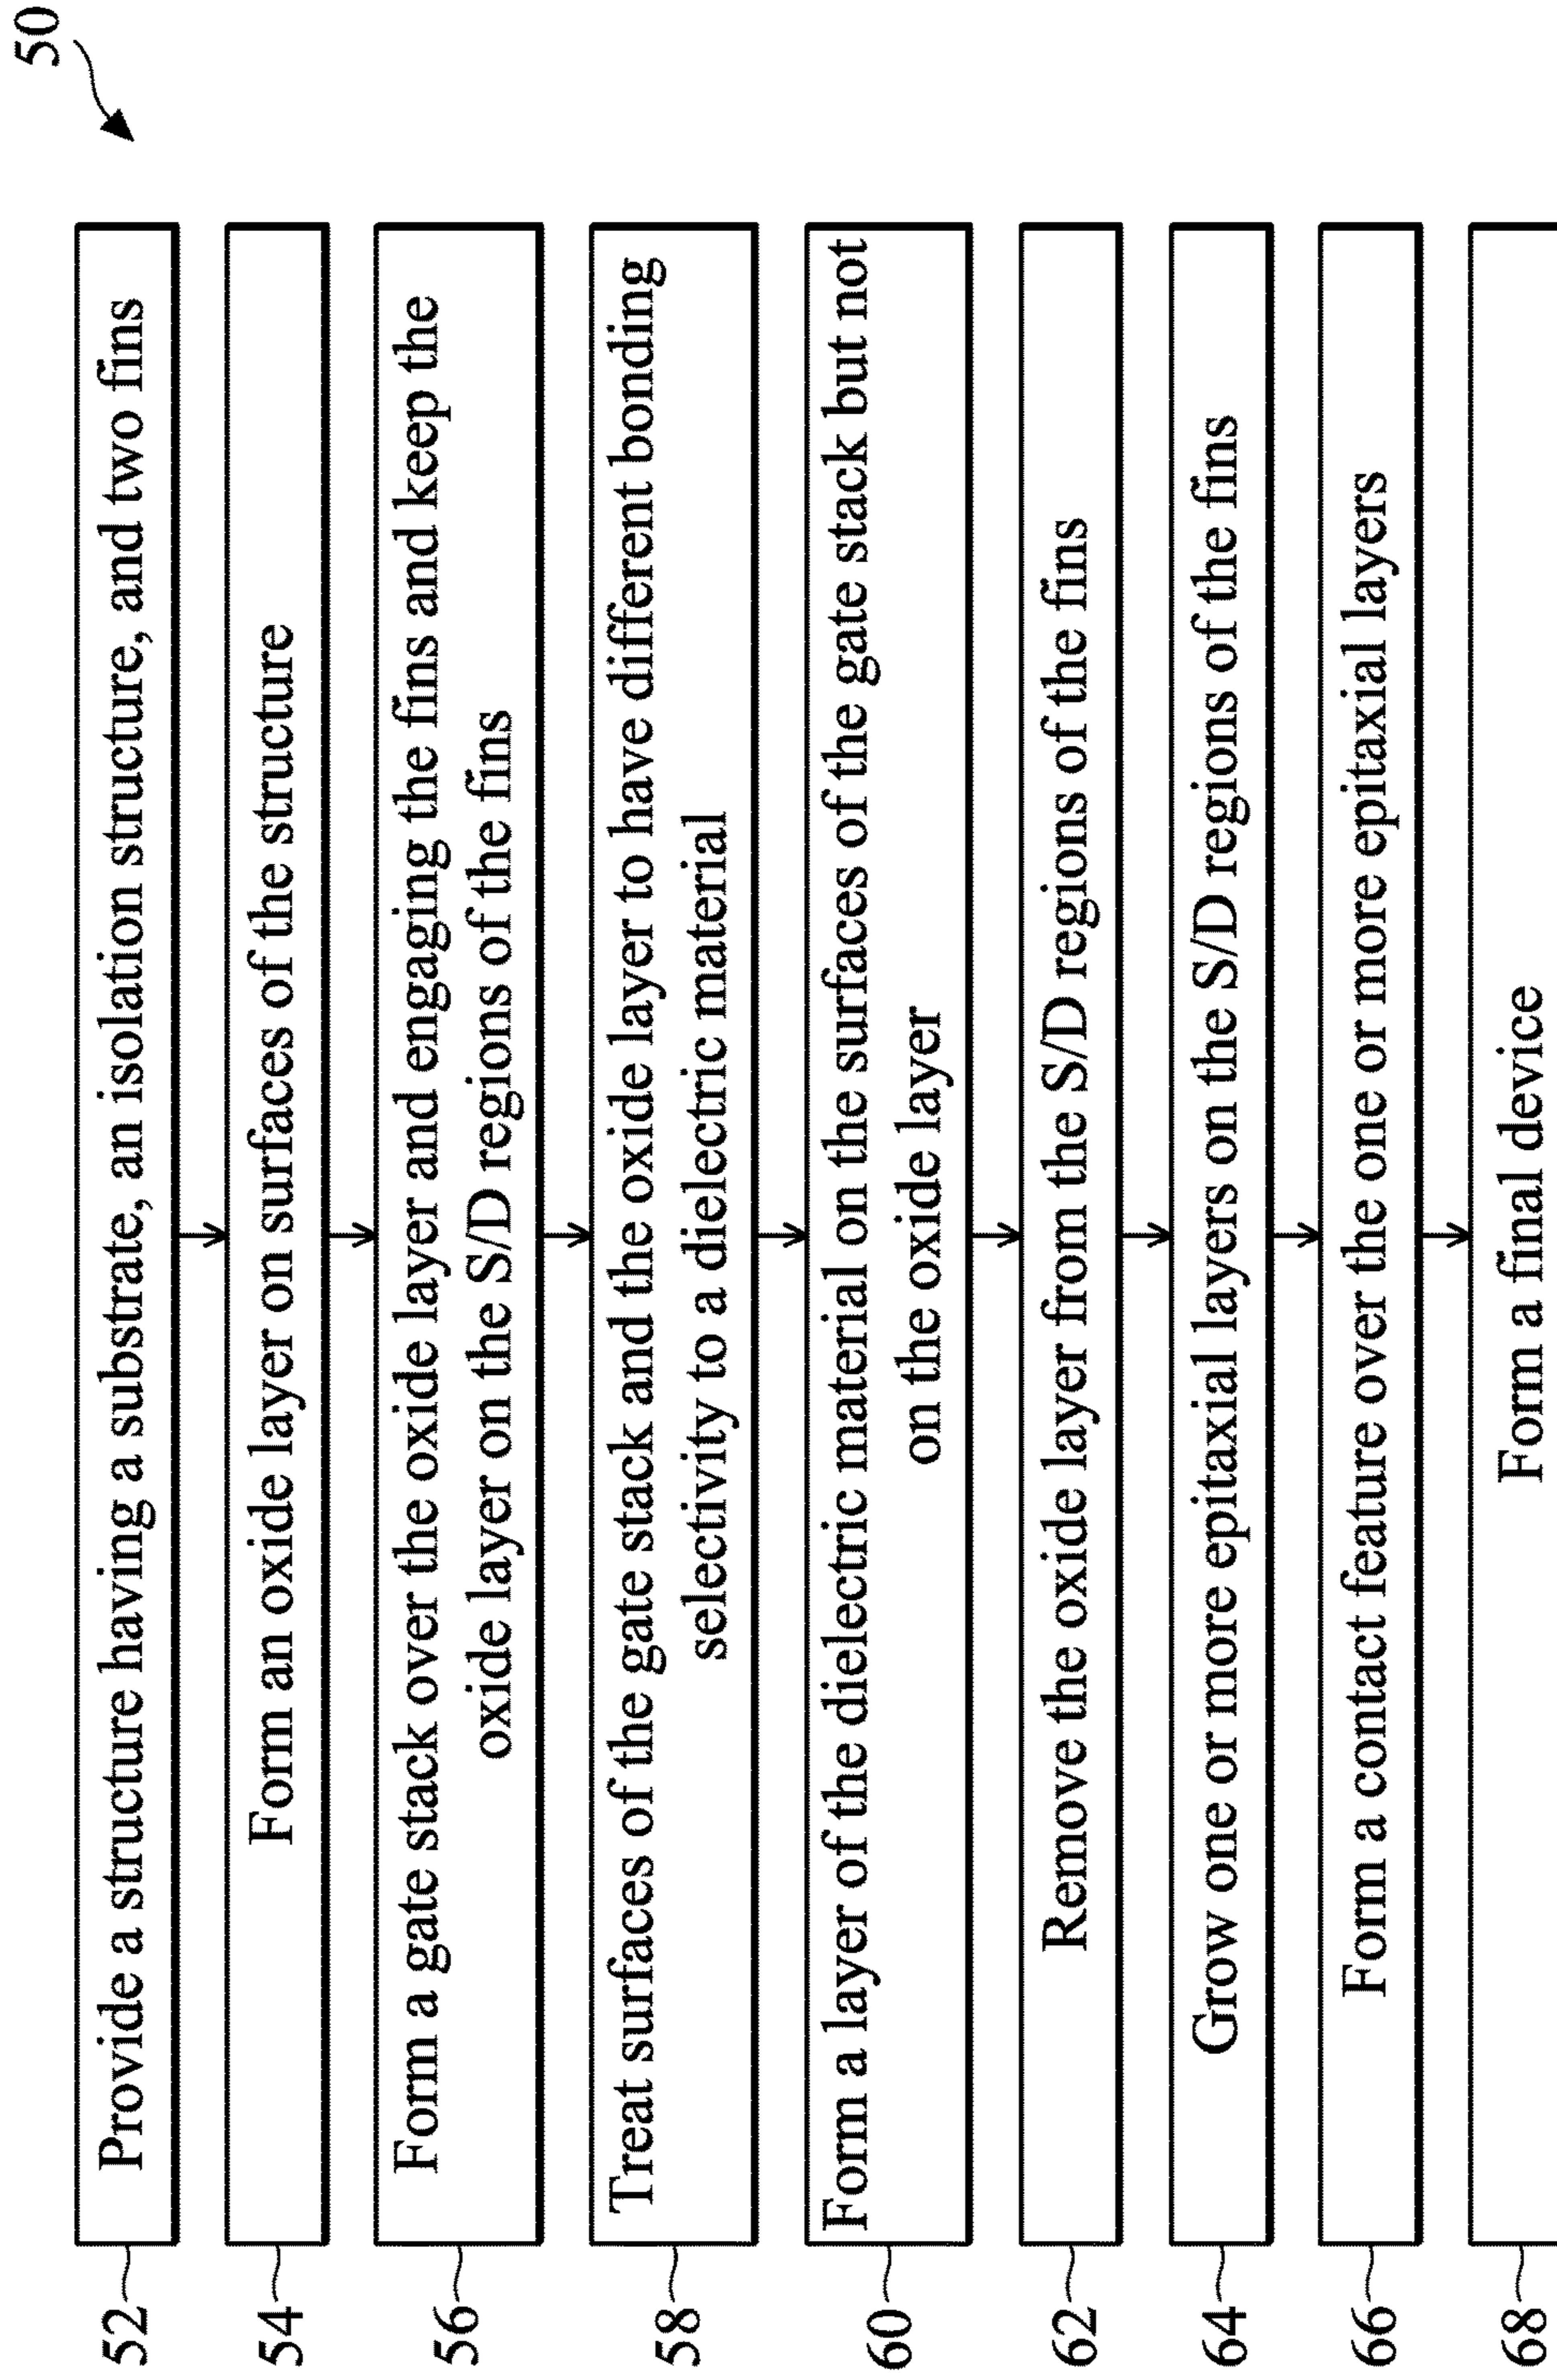 50
52
Provide a structure having a substrate, an isolation structure, and two fins
54
Form an oxide layer on surfaces of the structure
56
Form a gate stack over the oxide layer and engaging the fins and keep the
oxide layer on the S/D regions of the fins
58
Treat surfaces of the gate stack and the oxide layer to have different bonding
selectivity to a dielectric material
60
Form a layer of the dielectric material on the surfaces of the gate stack but not
on the oxide layer
62
Remove the oxide layer from the S/D regions of the fins
64
Grow one or more epitaxial layers on the S/D regions of the fins
66
Form a contact feature over the one or more epitaxial layers
68
Form a final device